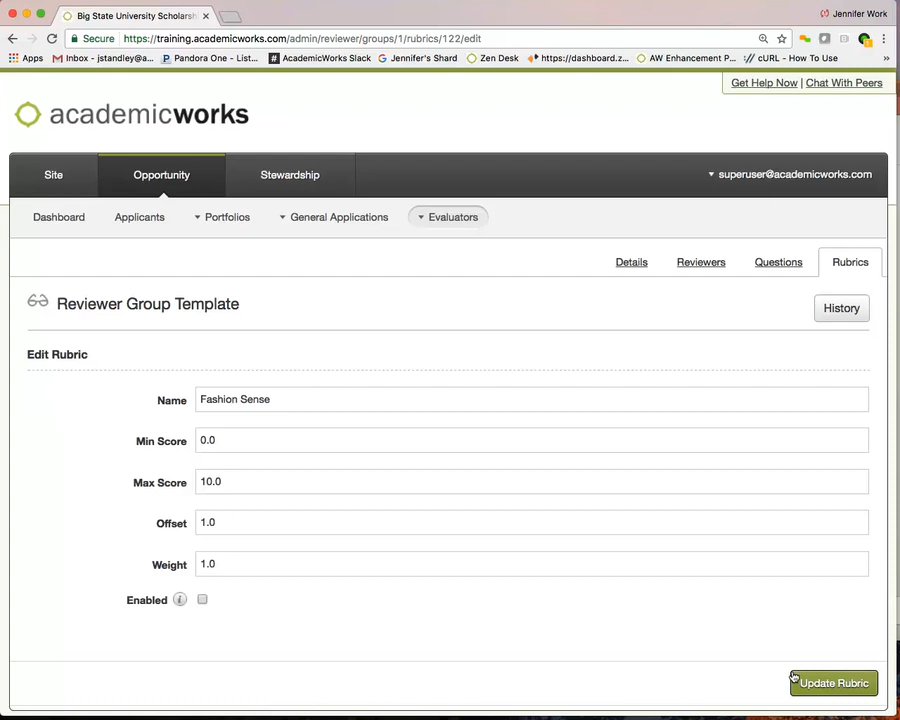 Big State University Scholarsh
Jennifer Work
Secure
https://training.academicworks.com/admin/reviewer/groups/1/rubrics/122/edit
Apps
Inbox - jstandley@a...
Pandora One - List...
AcademicWorks Slack
Jennifer's Shard
Zen Desk
https://dashboard.z...
AW Enhancement P...
cURL - How To Use
»
Get Help Now | Chat With Peers
academicworks
Site
Opportunity
Stewardship
superuser@academicworks.com
Dashboard
Applicants
Portfolios
General Applications
Evaluators
Details
Reviewers
Questions
Rubrics
Reviewer Group Template
History
Edit Rubric
Name
Fashion Sense
Min Score
0.0
Max Score
10.0
Offset
1.0
Weight
1.0
Enabled
i
Update Rubric